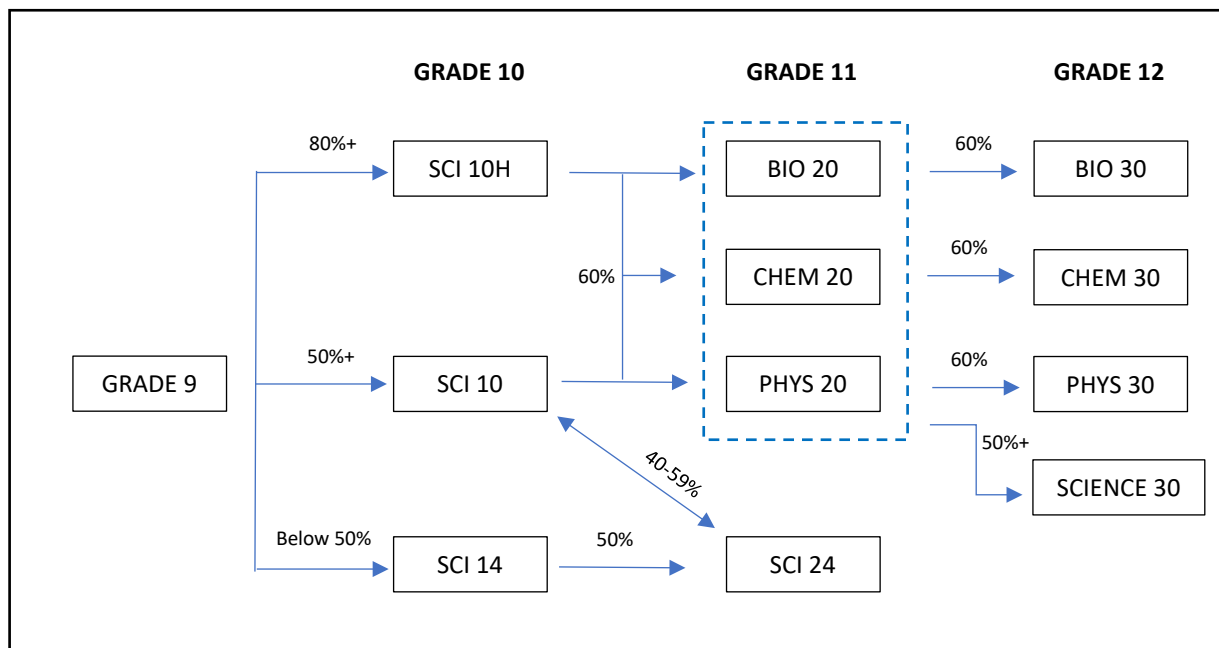 GRADE 10 GRADE 11 GRADE 12
80%+ 60%
SCI 10H BIO 20 BIO 30
60%
60% CHEM 20 CHEM 30
50%+ 60%
GRADE 9 SCI 10 PHYS 20 PHYS 30
50%+
40-59%
SCIENCE 30
Below 50% 50%
SCI 14 SCI 24